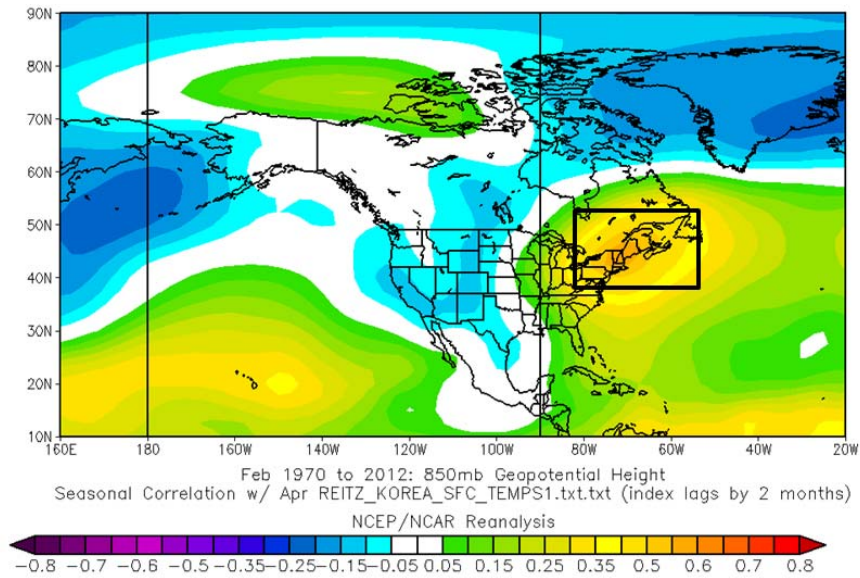 90N
80N
70N
60N
50N
40N
30N
20N
10N
160E 180 160W 140W 120W 100W 80W 60W 40W 20W
Feb 1970 to 2012: 850mb Geopotential Height
Seasonal Correlation w/ Apr REITZ_KOREA_SFC_TEMPS1.txt.txt (index lags by 2 months)
NCEP/NCAR Reanalysis
-0.8 -0.7 -0.6 -0.45 -0.35 -0.25 -0.15 -0.05 0.05 0.15 0.25 0.35 0.45 0.6 0.7 0.8